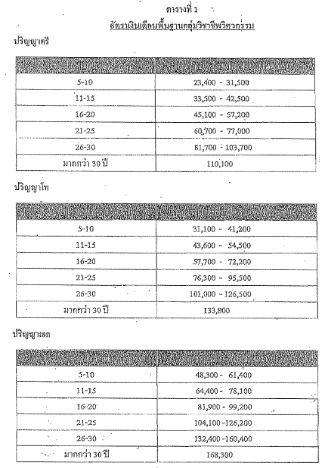 ตารางที่ 1
อัตราเงินเดือนพื้นฐานกลุ่มวิชาชีพวิศวกรรม
ปริญญาตรี
5-10 23,400 - 31,500
11-15 33,500 - 42,500
16-20 45,100 - 57,200
21-25 60,700 - 77,000
26-30 81,700 - 103,700
มากกว่า 30 ปี 110,100
ปริญญาโท
5-10 31,100 - 41,200
11-15 43,600 - 54,500
16-20 57,700 - 72,200
21-25 76,300 - 95,500
26-30 101,000 -126,500
มากกว่า 30 ปี 133,800
ปริญญาเอก
5-10 48,300 - 61,400
11-15 64,400 - 78,100
16-20 81,900 - 99,200
21-25 104,100 -126,200
26-30 132,400 -160,400
มากกว่า 30 ปี 168,300